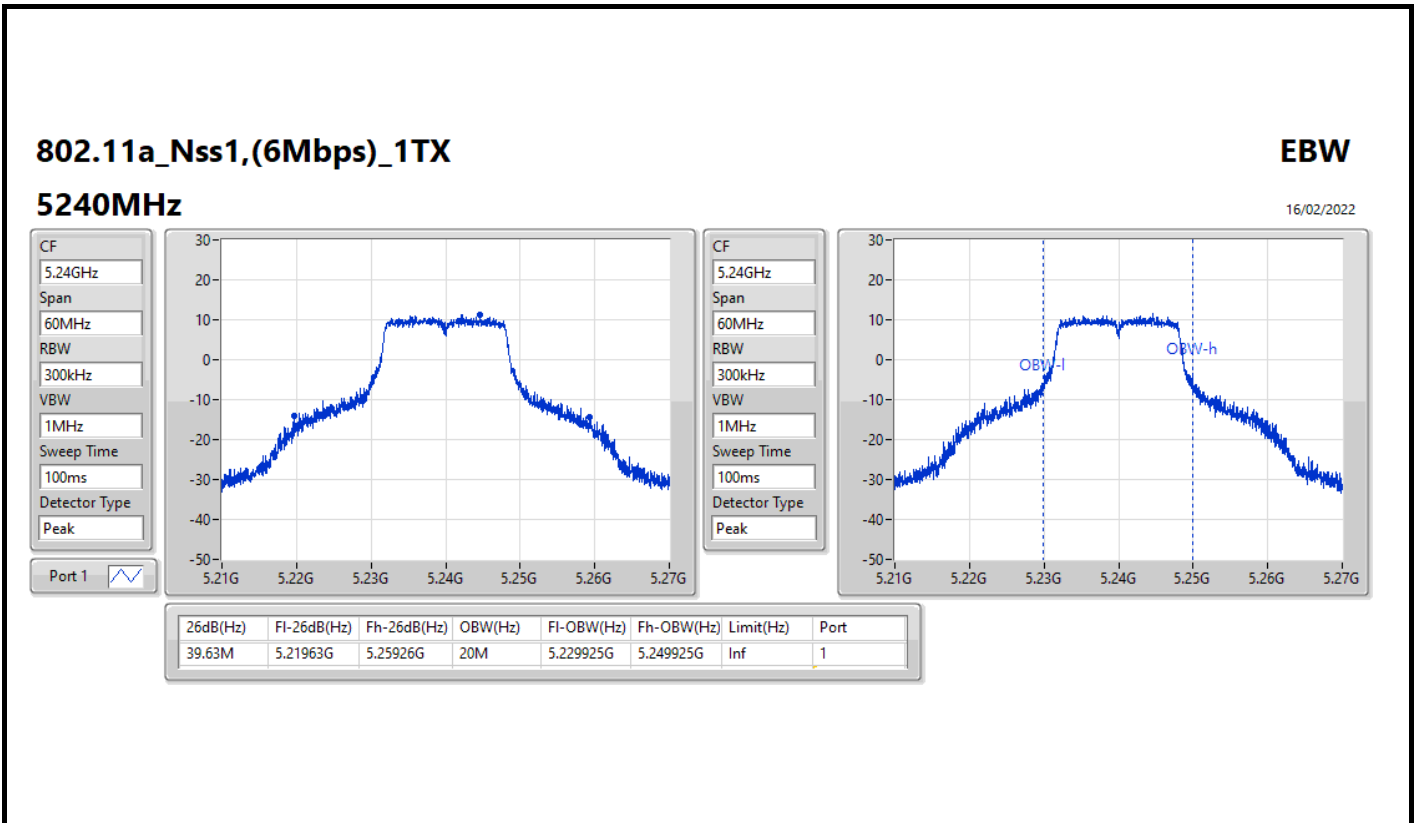 802.11a_Nss1,(6Mbps)_1TX
EBW
5240MHz
16/02/2022
CF
5.24GHz
Span
60MHz
RBW
300kHz
VBW
1MHz
Sweep Time
100ms
Detector Type
Peak
Port 1
30
20
10
0
-10
-20
-30
-40
-50
5.21G 5.22G 5.23G 5.24G 5.25G 5.26G 5.27G
CF
5.24GHz
Span
60MHz
RBW
300kHz
VBW
1MHz
Sweep Time
100ms
Detector Type
Peak
30
20
10
0
-10
-20
-30
-40
-50
OBW-h
OBW-l
5.21G 5.22G 5.23G 5.24G 5.25G 5.26G 5.27G
26dB(Hz) Fl-26dB(Hz) Fh-26dB(Hz) OBW(Hz) Fl-OBW(Hz) Fh-OBW(Hz) Limit(Hz) Port
39.63M 5.21963G 5.25926G 20M 5.229925G 5.249925G Inf 1